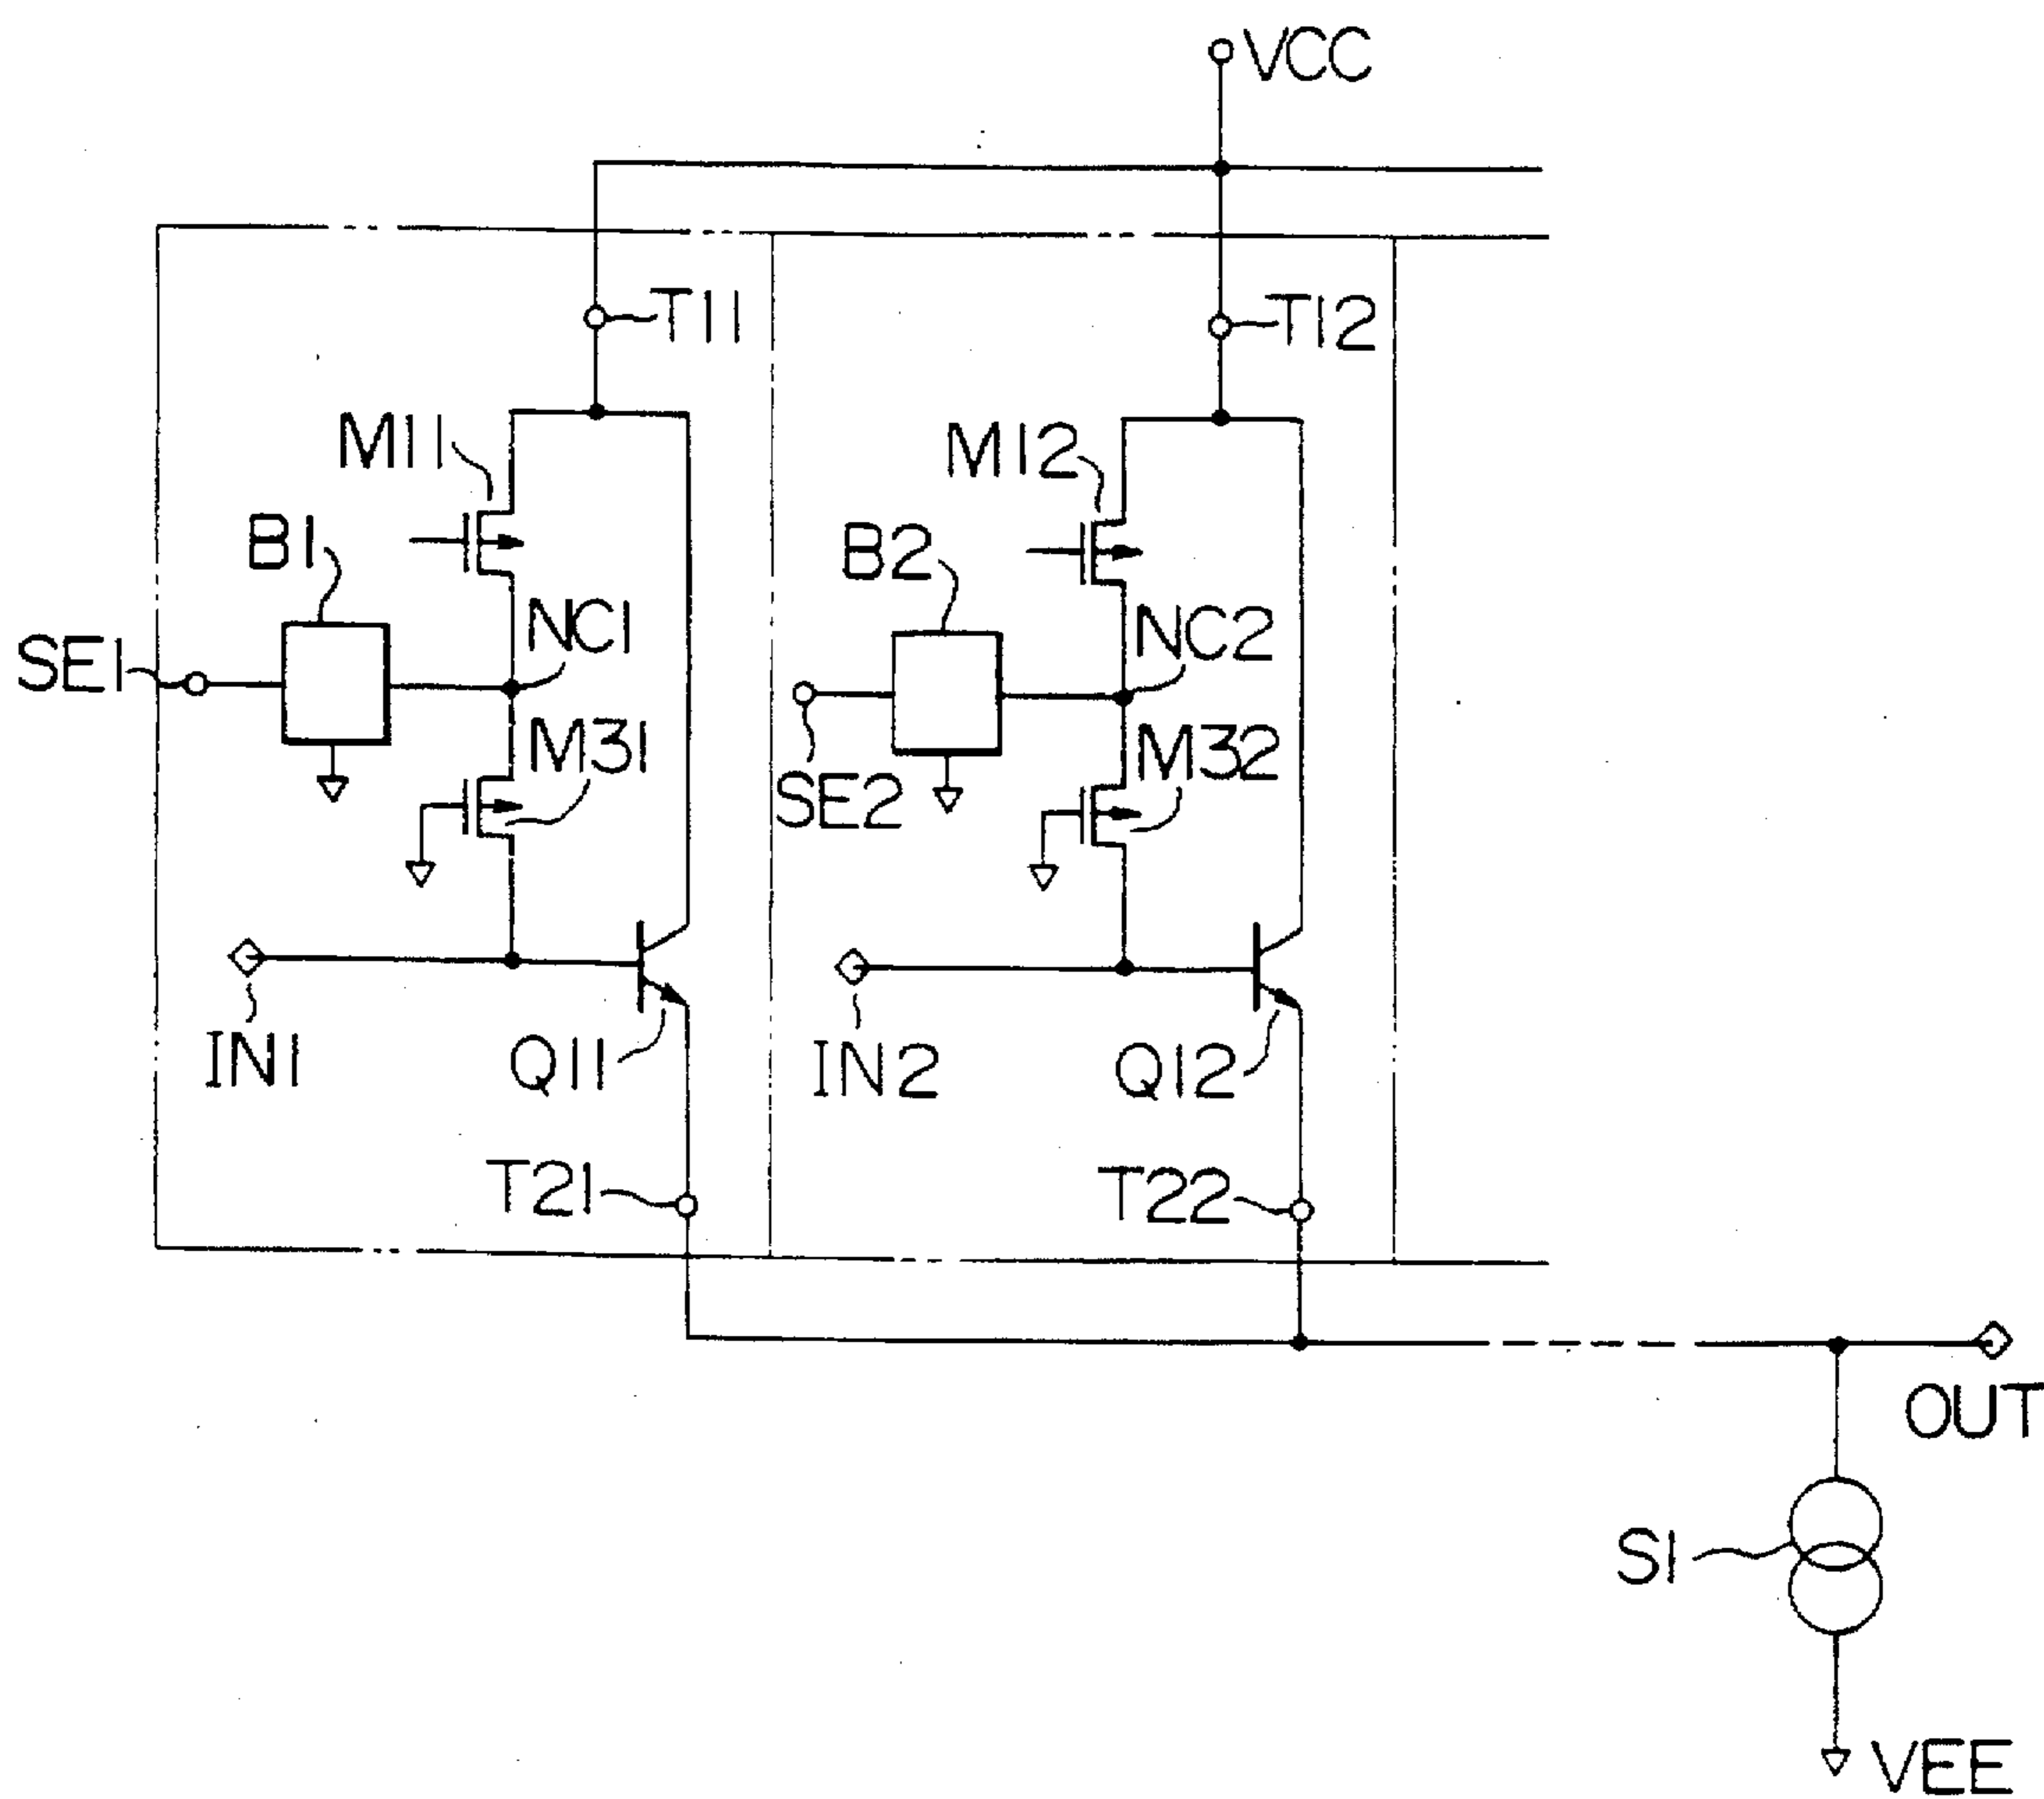 VCC
T11
T12
M11
M12
B1
B2
NC1
NC2
SE1
M31
M32
SE2
IN1
Q11
IN2
Q12
T21
T22
OUT
S1
VEE